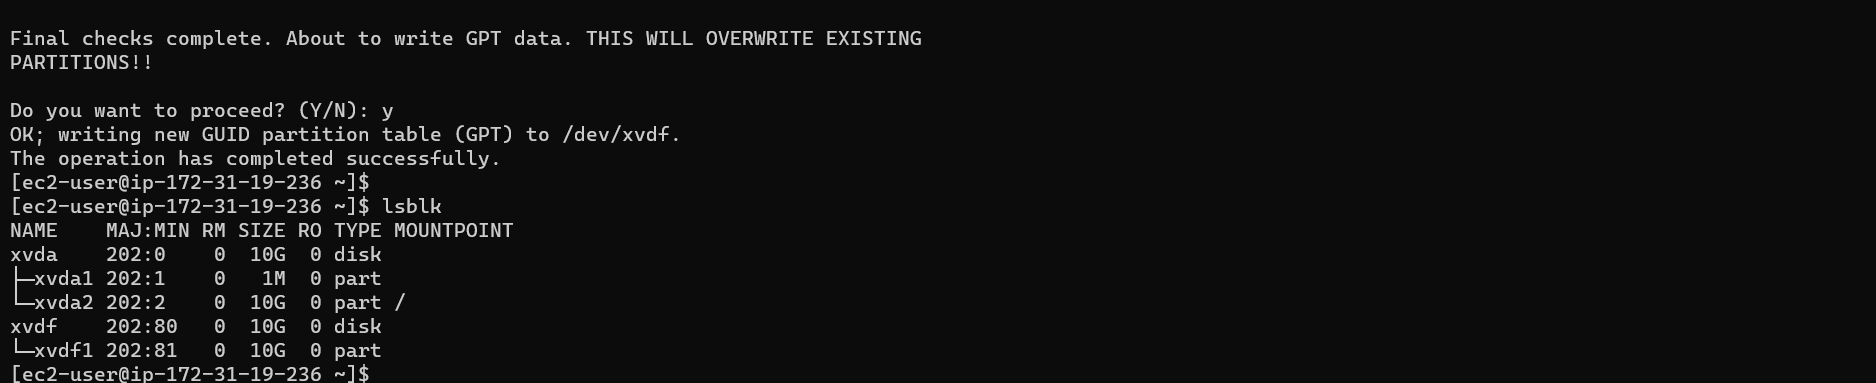 Final checks complete. About to write GPT data. THIS WILL OVERWRITE EXISTING
PARTITIONS!!
Do you want to proceed? (Y/N): y
OK; writing new GUID partition table (GPT) to /dev/xvdf.
The operation has completed successfully.
[ec2-user@ip-172-31-19-236 ~]$
[ec2-user@ip-172-31-19-236 ~]$ lsblk
NAME    MAJ:MIN RM SIZE RO TYPE MOUNTPOINT
xvda    202:0    0  10G  0 disk
├─xvda1 202:1    0   1M  0 part
└─xvda2 202:2    0  10G  0 part /
xvdf    202:80   0  10G  0 disk
└─xvdf1 202:81   0  10G  0 part
[ec2-user@ip-172-31-19-236 ~]$